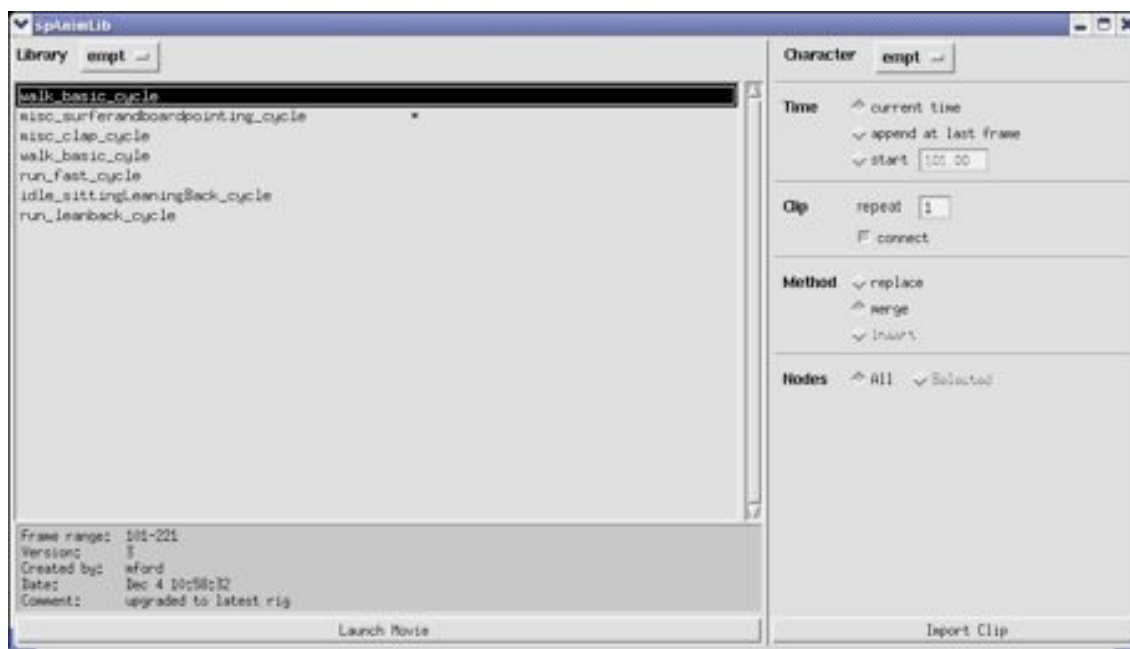 spAnimLib
Library empt
walk_basic_cycle
misc_surferandboardpointing_cycle *
misc_clap_cycle
walk_basic_cyle
run_fast_cycle
idle_sittingLeaningBack_cycle
run_leanback_cycle
Frame range: 101-221
Version: 3
Created by: mford
Date: Dec 4 10:58:32
Comment: upgraded to latest rig
Launch Movie
Character empt
Time current time
append at last frame
start 101.00
Clip repeat 1
connect
Method replace
merge
Insert
Nodes All Selected
Import Clip